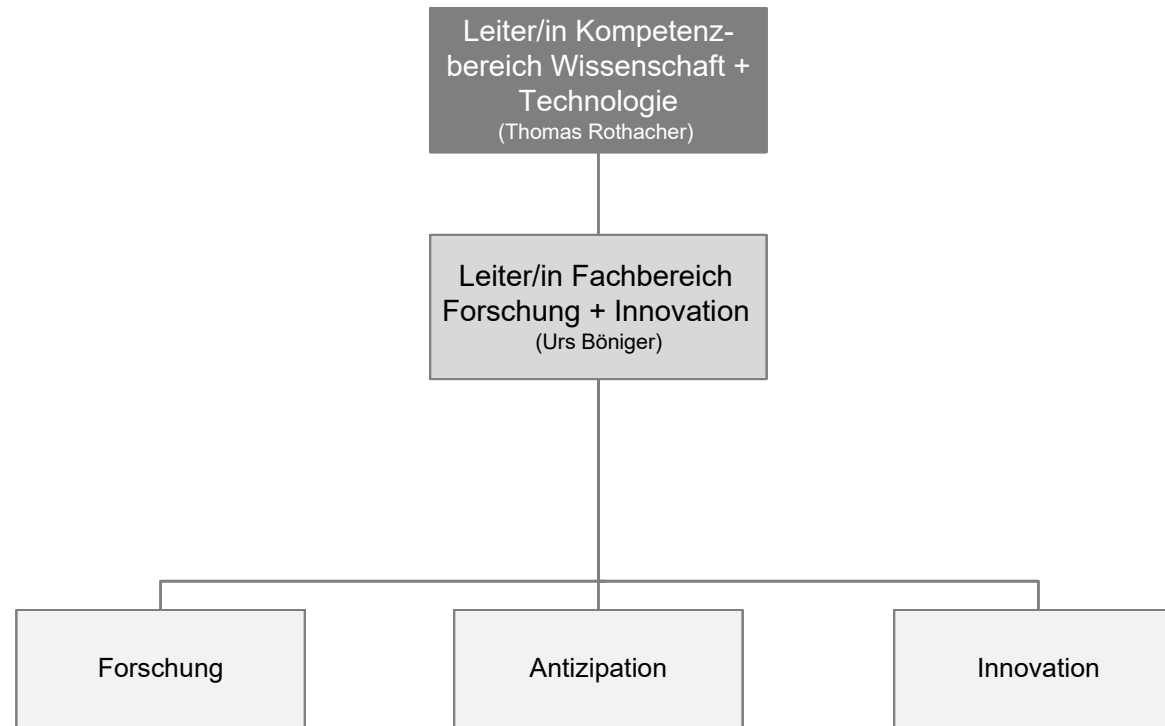 Leiter/in Kompetenz-
bereich Wissenschaft +
Technologie
(Thomas Rothacher)
Leiter/in Fachbereich
Forschung + Innovation
(Urs Böniger)
Forschung
Antizipation
Innovation